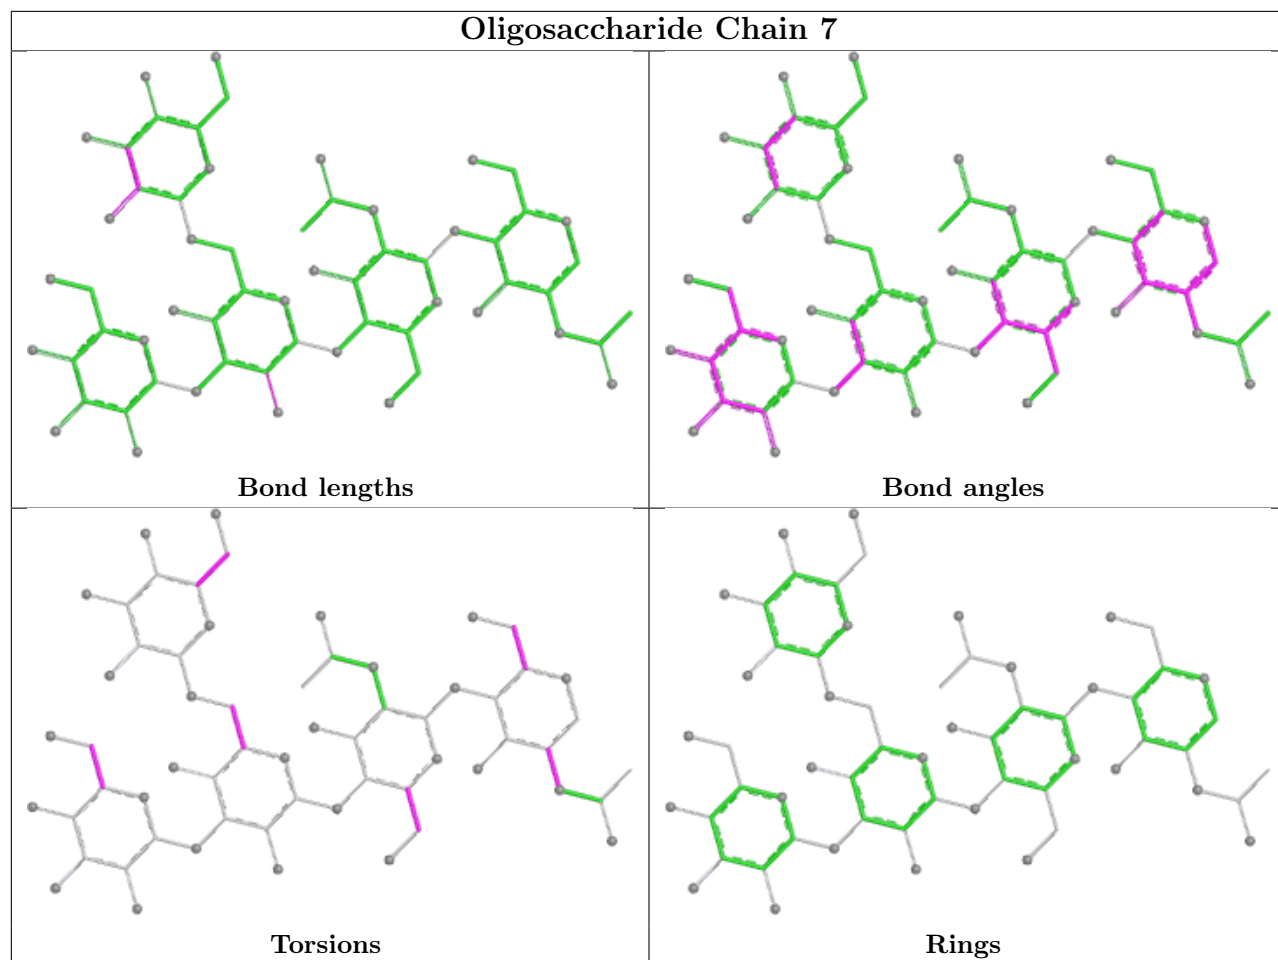 Oligosaccharide Chain 7
Bond lengths
Bond angles
Torsions
Rings